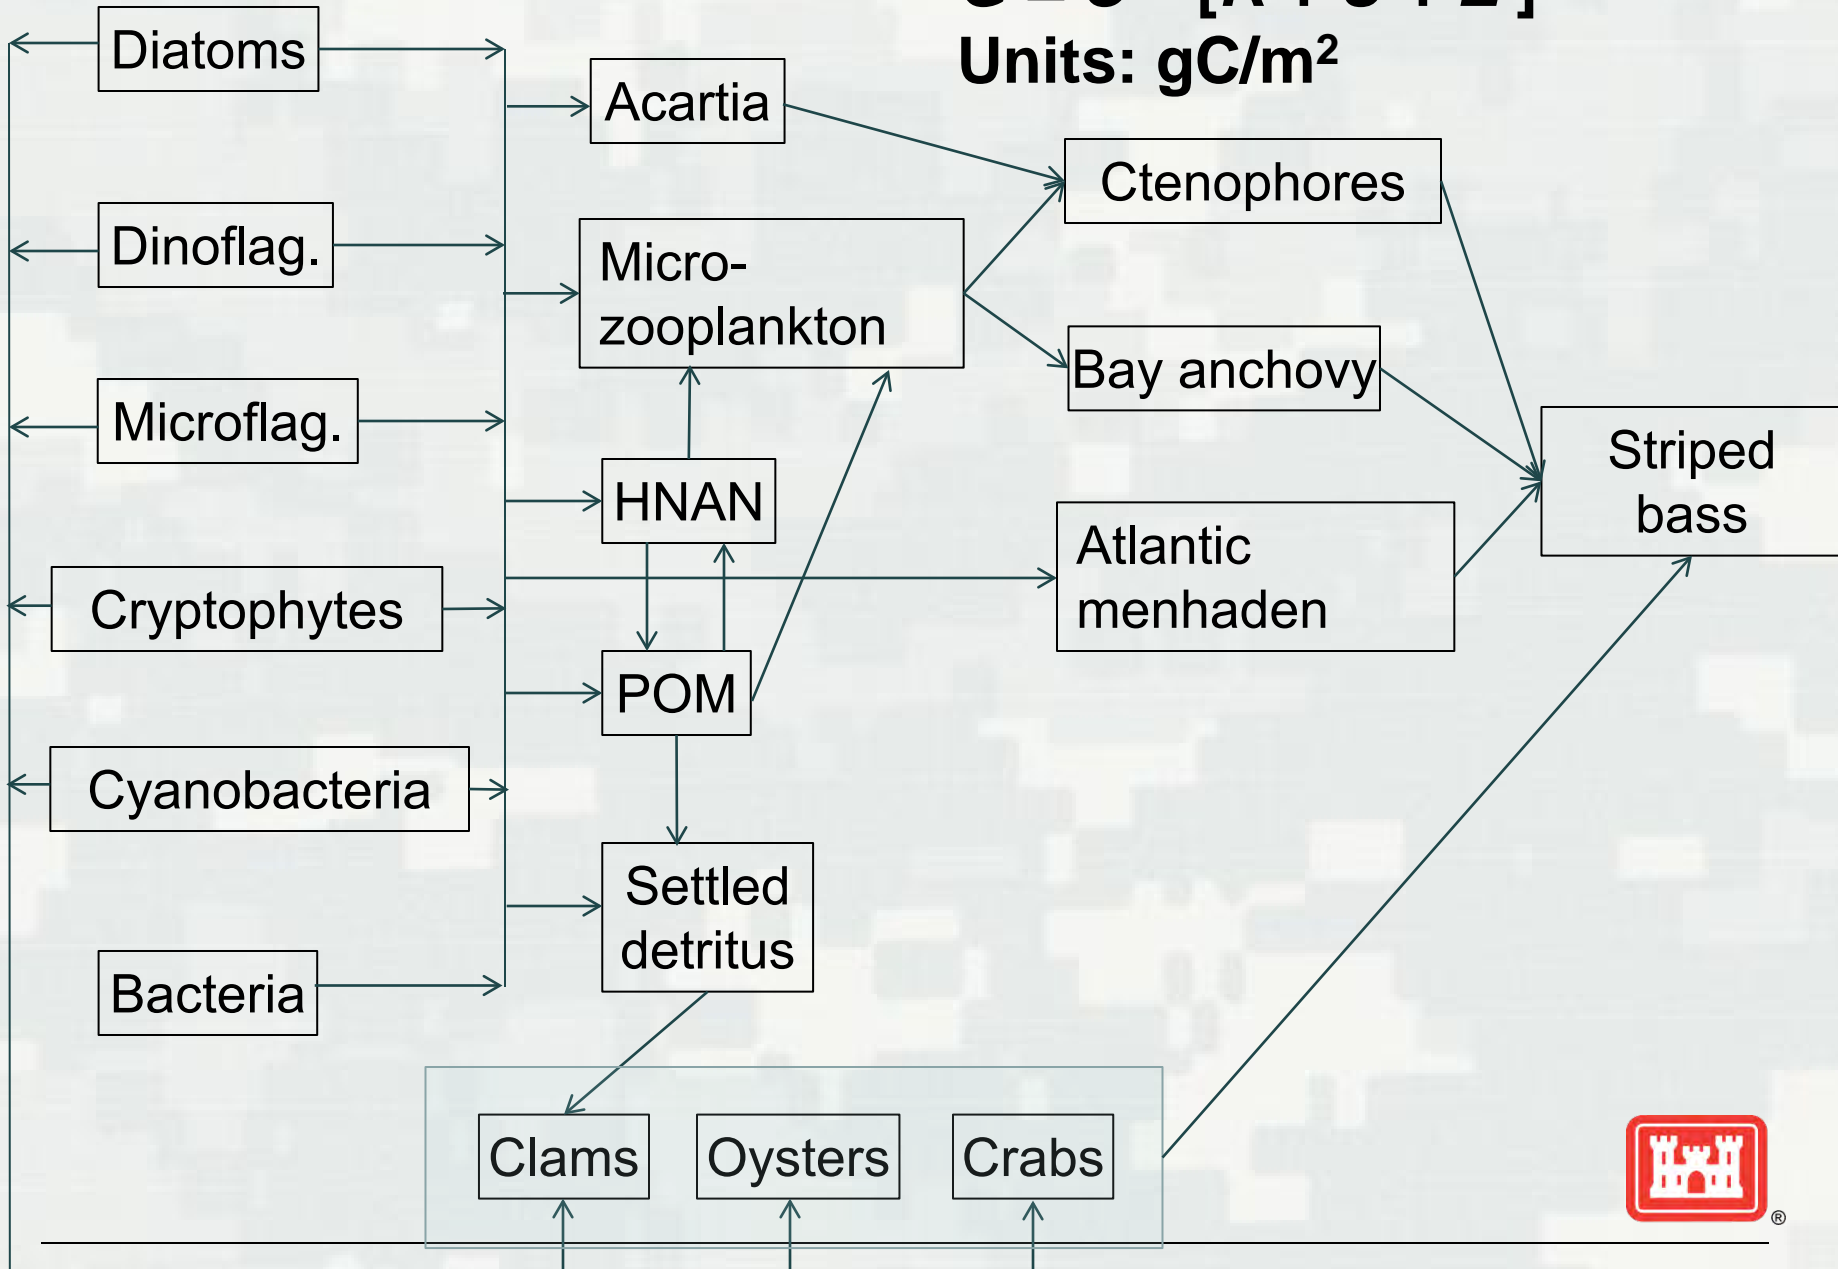 Units: gC/m²
Diatoms
Acartia
Ctenophores
Dinoflag.
Micro-
zooplankton
Bay anchovy
Microflag.
Striped
bass
HNAN
Atlantic
menhaden
Cryptophytes
POM
Cyanobacteria
Settled
detritus
Bacteria
Clams
Oysters
Crabs
®